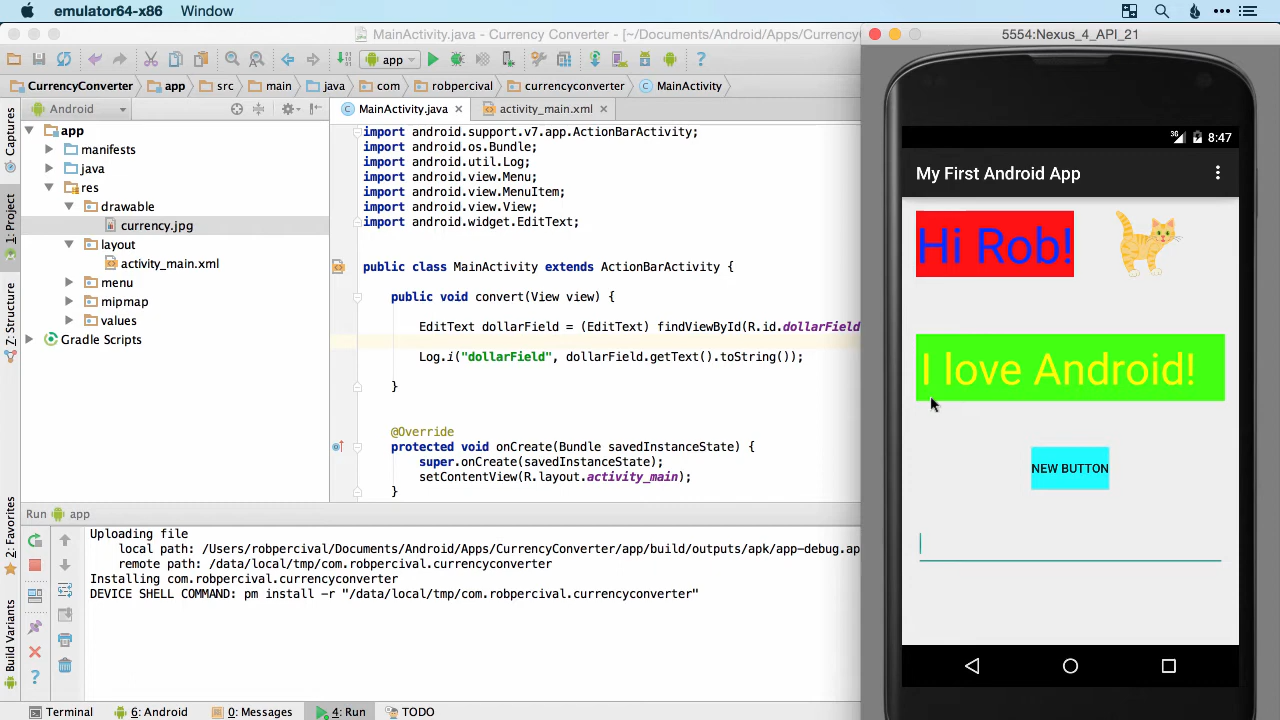 emulator64-x86 Window
MainActivity.java - Currency Converter - [~/Documents/Android/Apps/Currency
5554:Nexus_4_API_21
app
CurrencyConverter app src main java com robpercival currencyconverter MainActivity
Android
MainActivity.java
activity_main.xml
Captures
1: Project
7: Structure
2: Favorites
Build Variants
app
manifests
java
res
drawable
currency.jpg
layout
activity_main.xml
menu
mipmap
values
Gradle Scripts
import android.support.v7.app.ActionBarActivity;
import android.os.Bundle;
import android.util.Log;
import android.view.Menu;
import android.view.MenuItem;
import android.view.View;
import android.widget.EditText;
public class MainActivity extends ActionBarActivity {
public void convert(View view) {
EditText dollarField = (EditText) findViewById(R.id.dollarField
Log.i("dollarField", dollarField.getText().toString());
}
@Override
protected void onCreate(Bundle savedInstanceState) {
super.onCreate(savedInstanceState);
setContentView(R.layout.activity_main);
}
Run app
Uploading file
local path: /Users/robpercival/Documents/Android/Apps/CurrencyConverter/app/build/outputs/apk/app-debug.ap
remote path: /data/local/tmp/com.robpercival.currencyconverter
Installing com.robpercival.currencyconverter
DEVICE SHELL COMMAND: pm install -r "/data/local/tmp/com.robpercival.currencyconverter"
Terminal 6: Android 0: Messages 4: Run TODO
3G 8:47
My First Android App
Hi Rob!
I love Android!
NEW BUTTON